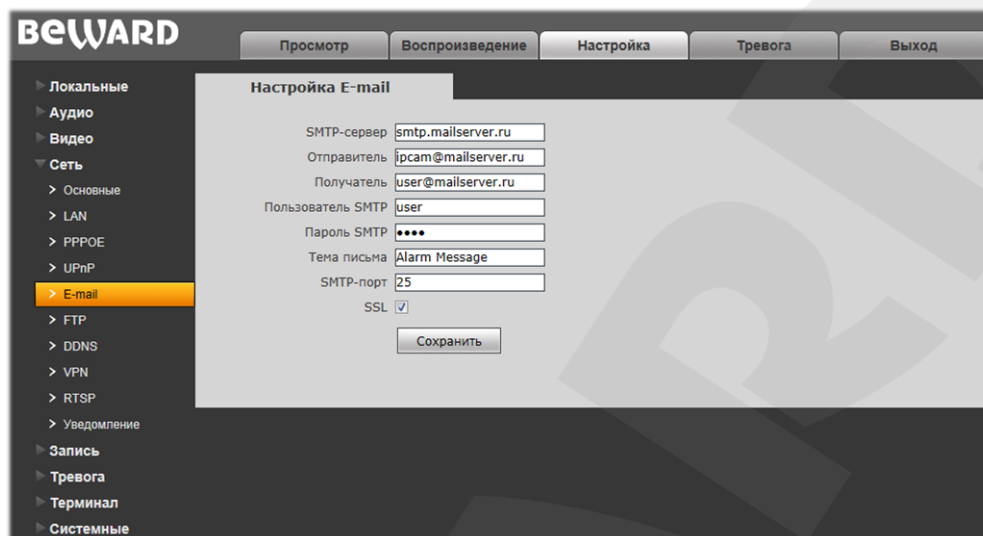 BEWARD
Просмотр Воспроизведение Настройка Тревога Выход
Локальные
Аудио
Видео
Сеть
Основные
LAN
PPPOE
UPnP
E-mail
FTP
DDNS
VPN
RTSP
Уведомление
Запись
Тревога
Терминал
Системные
Настройка E-mail
SMTP-сервер smtp.mailserver.ru
Отправитель ipcam@mailserver.ru
Получатель user@mailserver.ru
Пользователь SMTP user
Пароль SMTP ••••
Тема письма Alarm Message
SMTP-порт 25
SSL
Сохранить